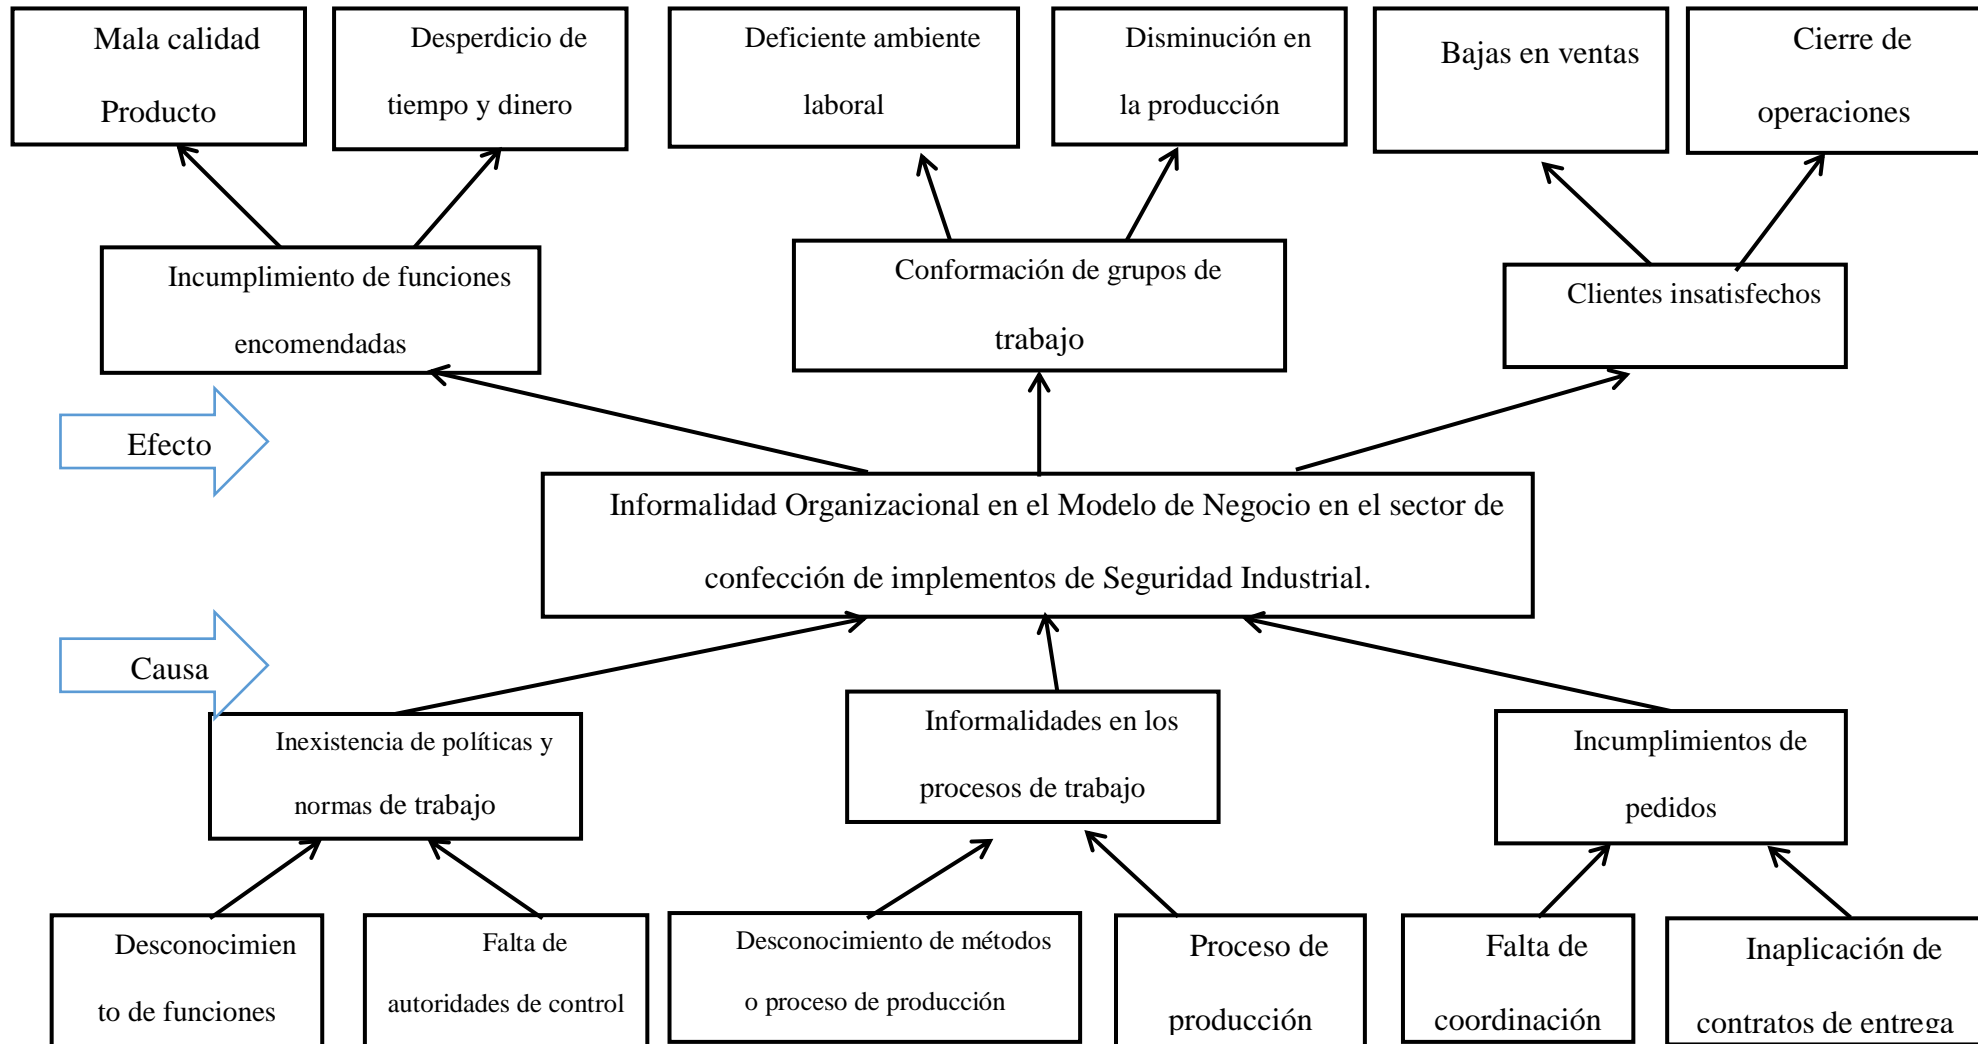 Mala calidad
Producto
Desperdicio de
tiempo y dinero
Deficiente ambiente
laboral
Disminución en
la producción
Bajas en ventas
Cierre de
operaciones
Incumplimiento de funciones
encomendadas
Conformación de grupos de
trabajo
Clientes insatisfechos
Efecto
Informalidad Organizacional en el Modelo de Negocio en el sector de
confección de implementos de Seguridad Industrial.
Causa
Inexistencia de políticas y
normas de trabajo
Informalidades en los
procesos de trabajo
Incumplimientos de
pedidos
Desconocimien
to de funciones
Falta de
autoridades de control
Desconocimiento de métodos
o proceso de producción
Proceso de
producción
Falta de
coordinación
Inaplicación de
contratos de entrega